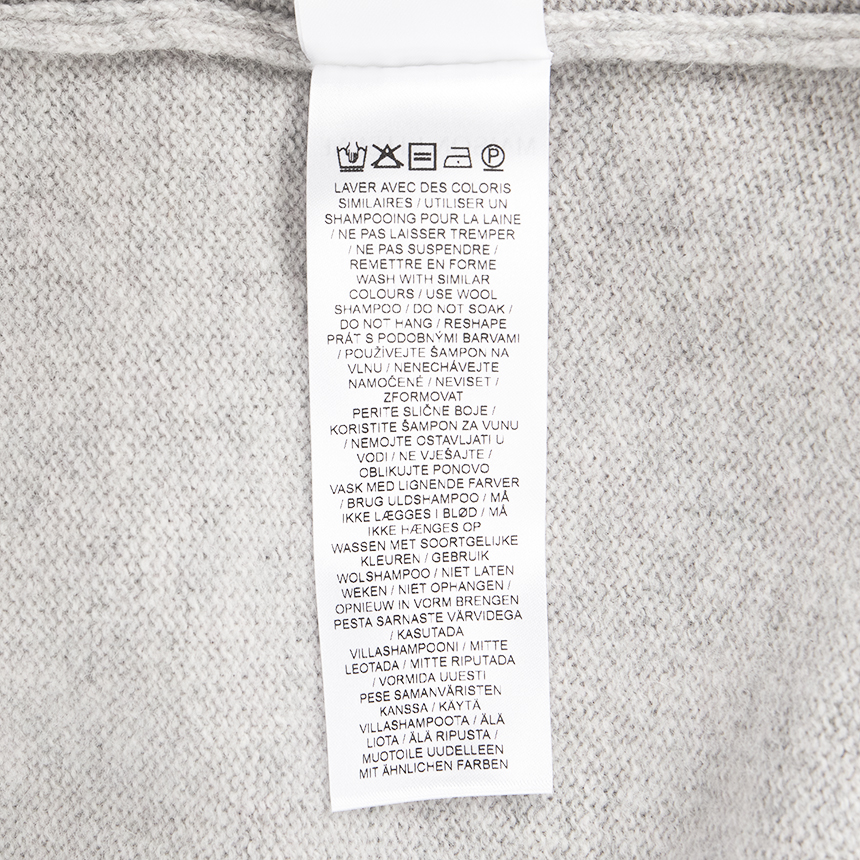 LAVER AVEC DES COLORIS
SIMILAIRES / UTILISER UN
SHAMPOOING POUR LA LAINE
/ NE PAS LAISSER TREMPER
/ NE PAS SUSPENDRE /
REMETTRE EN FORME
WASH WITH SIMILAR
COLOURS / USE WOOL
SHAMPOO / DO NOT SOAK /
DO NOT HANG / RESHAPE
PRÁT S PODOBNÝMI BARVAMI
/ POUŽÍVEJTE ŠAMPON NA
VLNU / NENECHÁVEJTE
NAMOČENÉ / NEVISET /
ZFORMOVAT
PERITE SLIČNE BOJE /
KORISTITE ŠAMPON ZA VUNU
/ NEMOJTE OSTAVLJATI U
VODI / NE VJEŠAJTE /
OBLIKUJTE PONOVO
VASK MED LIGNENDE FARVER
/ BRUG ULDSHAMPOO / MÅ
IKKE LÆGGES I BLØD / MÅ
IKKE HÆNGES OP
WASSEN MET SOORTGELIJKE
KLEUREN / GEBRUIK
WOLSHAMPOO / NIET LATEN
WEKEN / NIET OPHANGEN /
OPNIEUW IN VORM BRENGEN
PESTA SARNASTE VÄRVIDEGA
/ KASUTADA
VILLASHAMPOONI / MITTE
LEOTADA / MITTE RIPUTADA
/ VORMIDA UUESTI
PESE SAMANVÄRISTEN
KANSSA / KÄYTÄ
VILLASHAMPOOTA / ÄLÄ
LIOTA / ÄLÄ RIPUSTA /
MUOTOILE UUDELLEEN
MIT ÄHNLICHEN FARBEN